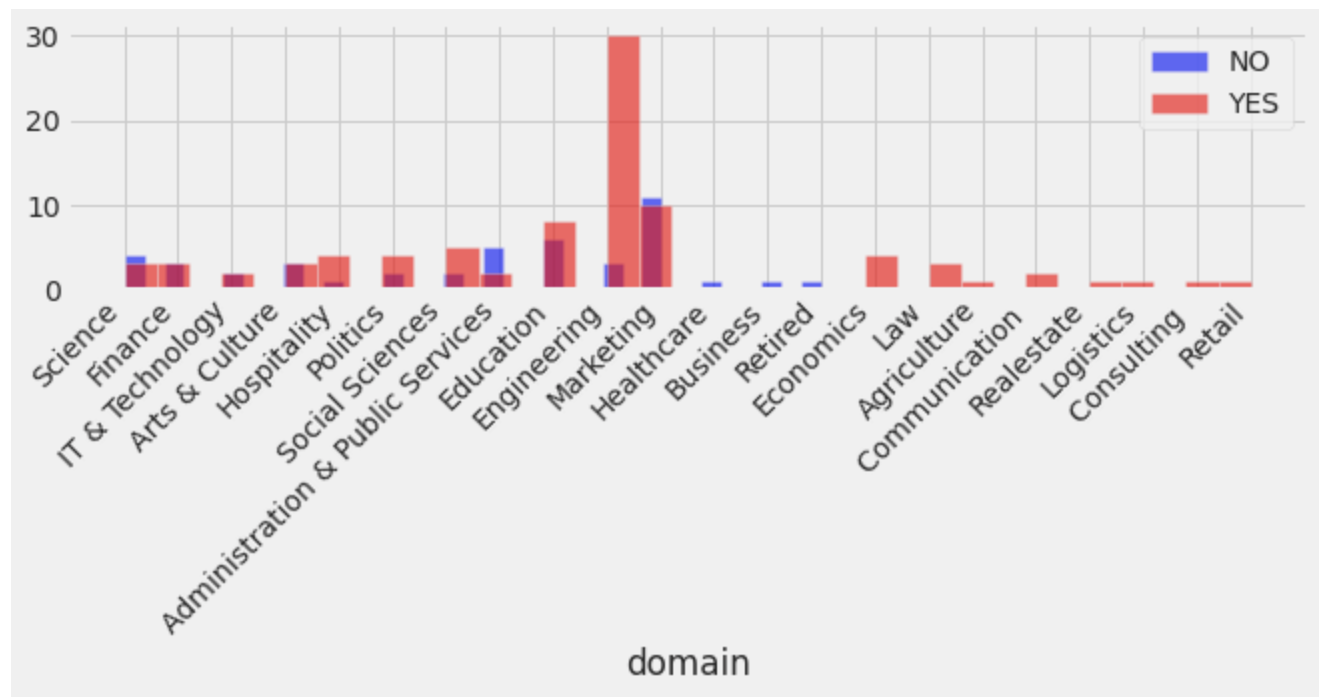 30
20
10
0
NO
YES
Science
Finance
IT & Technology
Arts & Culture
Hospitality
Politics
Social Sciences
Administration & Public Services
Education
Engineering
Marketing
Healthcare
Business
Retired
Economics
Law
Agriculture
Communication
Realestate
Logistics
Consulting
Retail
domain